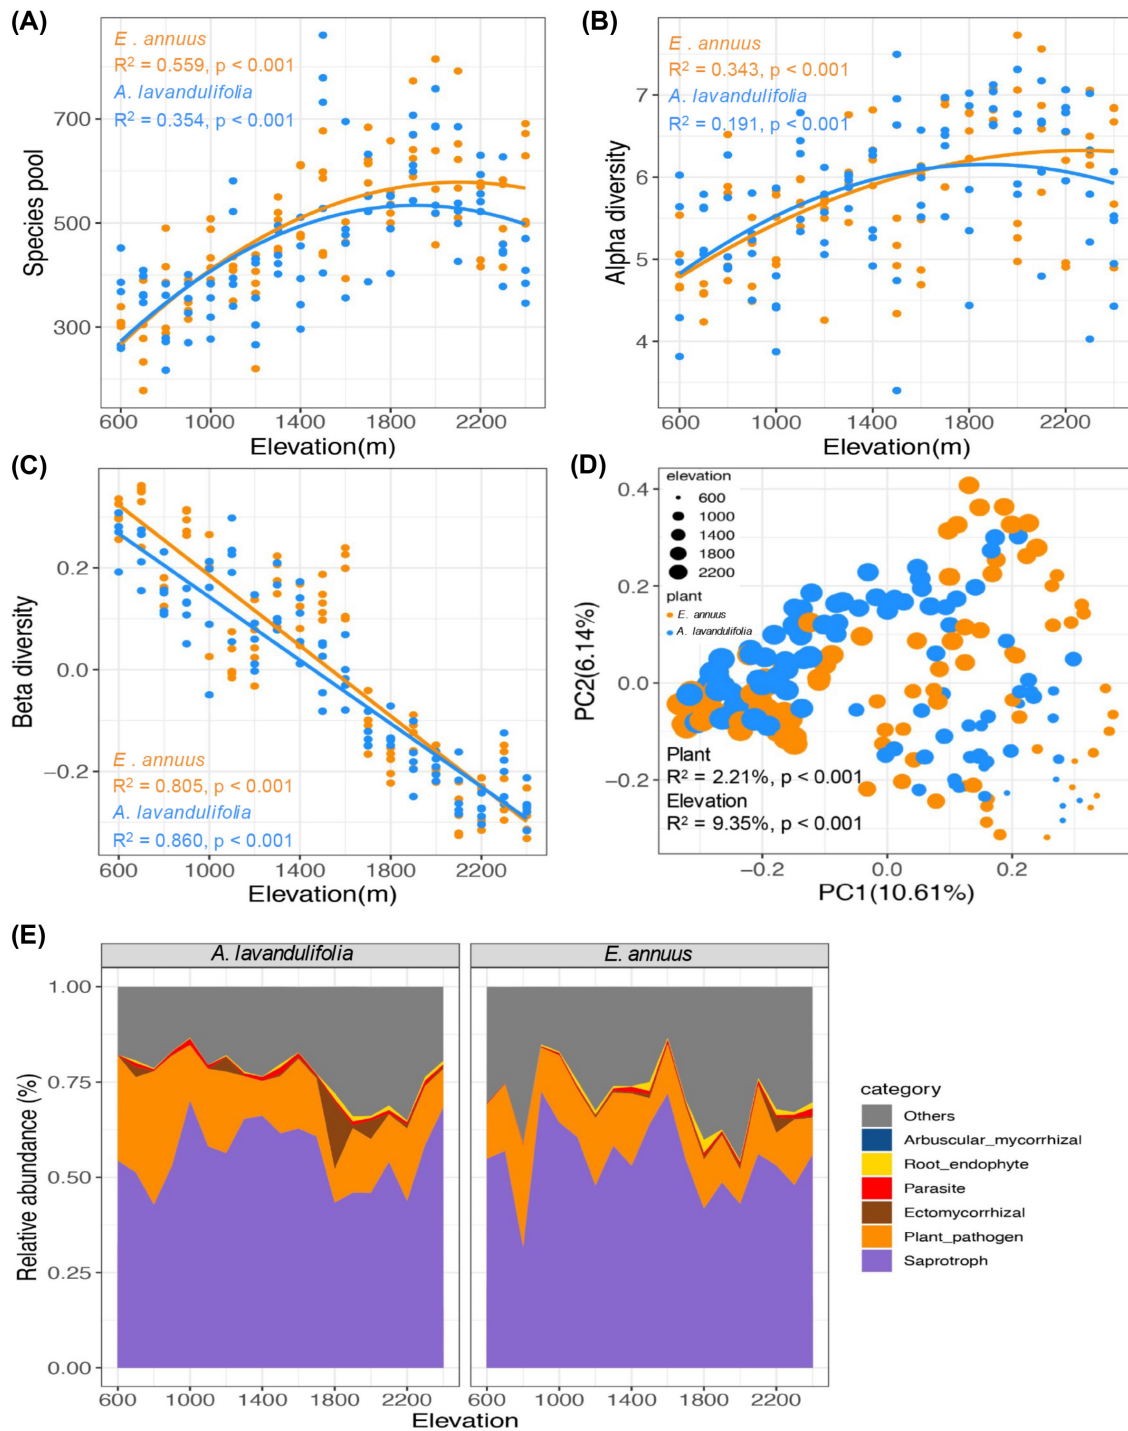 (A)
E . annuus
R² = 0.559, p < 0.001
A. lavandulifolia
R² = 0.354, p < 0.001
Species pool
700
500
300
600 1000 1400 1800 2200
Elevation(m)
(B)
E . annuus
R² = 0.343, p < 0.001
A. lavandulifolia
R² = 0.191, p < 0.001
Alpha diversity
7
6
5
4
600 1000 1400 1800 2200
Elevation(m)
(C)
Beta diversity
0.2
0.0
−0.2
E . annuus
R² = 0.805, p < 0.001
A. lavandulifolia
R² = 0.860, p < 0.001
600 1000 1400 1800 2200
Elevation(m)
(D)
elevation
600
1000
1400
1800
2200
plant
E. annuus
A. lavandulifolia
PC2(6.14%)
0.4
0.2
0.0
−0.2
Plant
R² = 2.21%, p < 0.001
Elevation
R² = 9.35%, p < 0.001
−0.2 0.0 0.2
PC1(10.61%)
(E)
A. lavandulifolia
E. annuus
Relative abundance (%)
1.00
0.75
0.50
0.25
0.00
600 1000 1400 1800 2200
600 1000 1400 1800 2200
Elevation
category
Others
Arbuscular_mycorrhizal
Root_endophyte
Parasite
Ectomycorrhizal
Plant_pathogen
Saprotroph